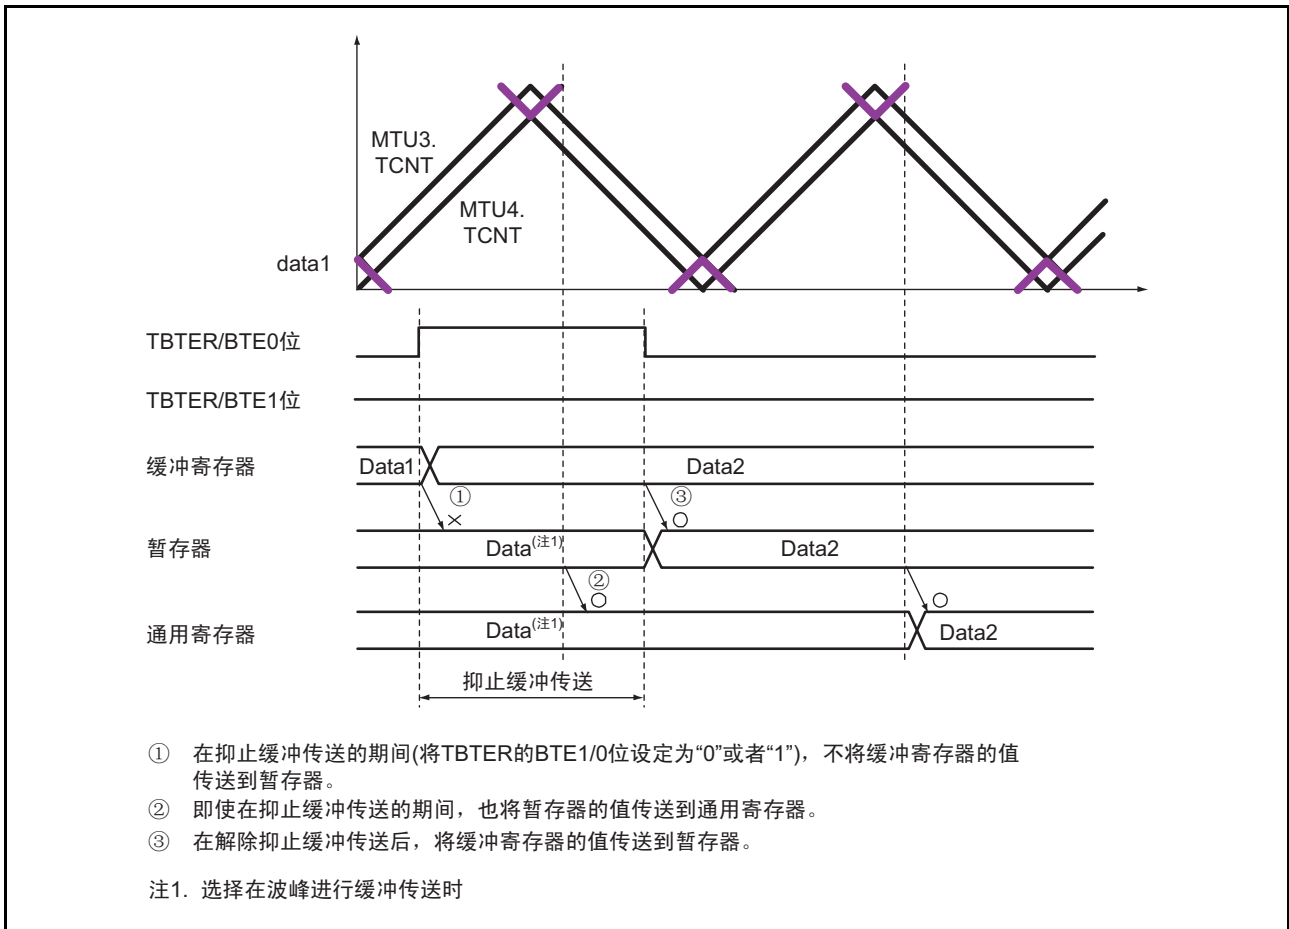 MTU3.
TCNT
MTU4.
TCNT
data1
TBTER/BTE0位
TBTER/BTE1位
缓冲寄存器
Data1
Data2
①
×
③
○
暂存器
Data(注1)
Data2
②
○
○
通用寄存器
Data(注1)
Data2
抑止缓冲传送
① 在抑止缓冲传送的期间(将TBTER的BTE1/0位设定为“0”或者“1”)，不将缓冲寄存器的值
传送到暂存器。
② 即使在抑止缓冲传送的期间，也将暂存器的值传送到通用寄存器。
③ 在解除抑止缓冲传送后，将缓冲寄存器的值传送到暂存器。
注1. 选择在波峰进行缓冲传送时